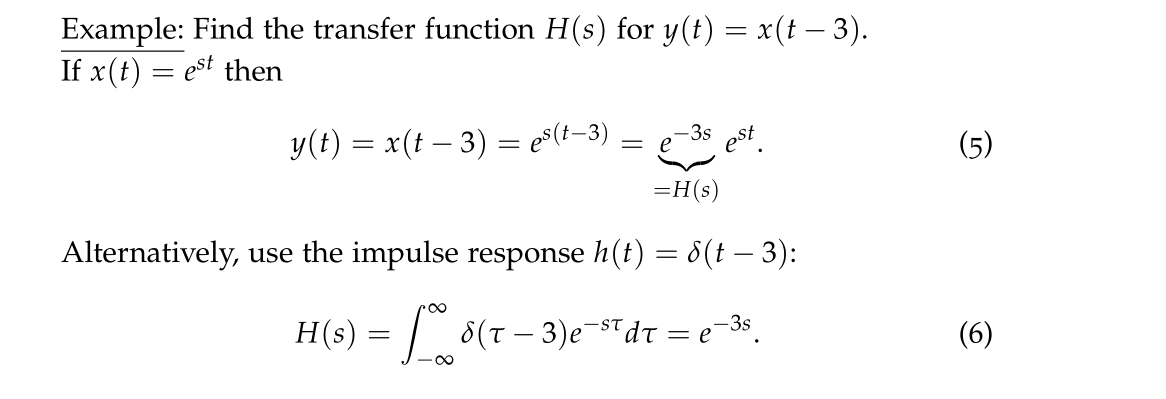 Example: Find the transfer function H(s) for y(t) = x(t − 3).
If x(t) = e^{st} then
y(t) = x(t − 3) = e^{s(t−3)} = \underbrace{e^{−3s}}_{=H(s)} e^{st}. (5)
Alternatively, use the impulse response h(t) = δ(t − 3):
H(s) = ∫_{−∞}^{∞} δ(τ − 3)e^{−sτ}dτ = e^{−3s}. (6)